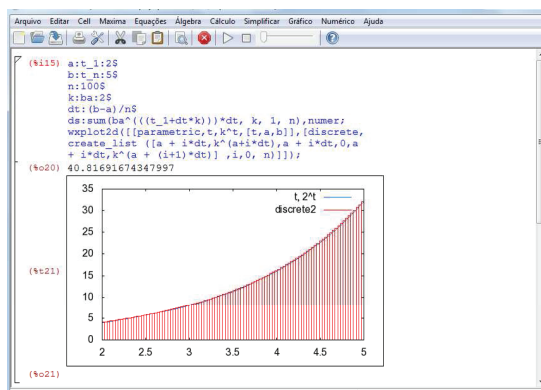 Arquivo Editar Cell Maxima Equações Álgebra Cálculo Simplificar Gráfico Numérico Ajuda
(%i15) a:t_1:2$
b:t_n:5$
n:100$
k:ba:2$
dt:(b-a)/n$
ds:sum(ba^(((t_1+dt*k)))*dt, k, 1, n),numer;
wxplot2d([[parametric,t,k^t,[t,a,b]],[discrete,
create_list ([a + i*dt,k^(a+i*dt),a + i*dt,0,a
+ i*dt,k^(a + (i+1)*dt)] ,i,0, n)]]);
(%o20) 40.81691674347997
(%t21)
35
30
25
20
15
10
5
0
t, 2^t
discrete2
2 2.5 3 3.5 4 4.5 5
(%o21)